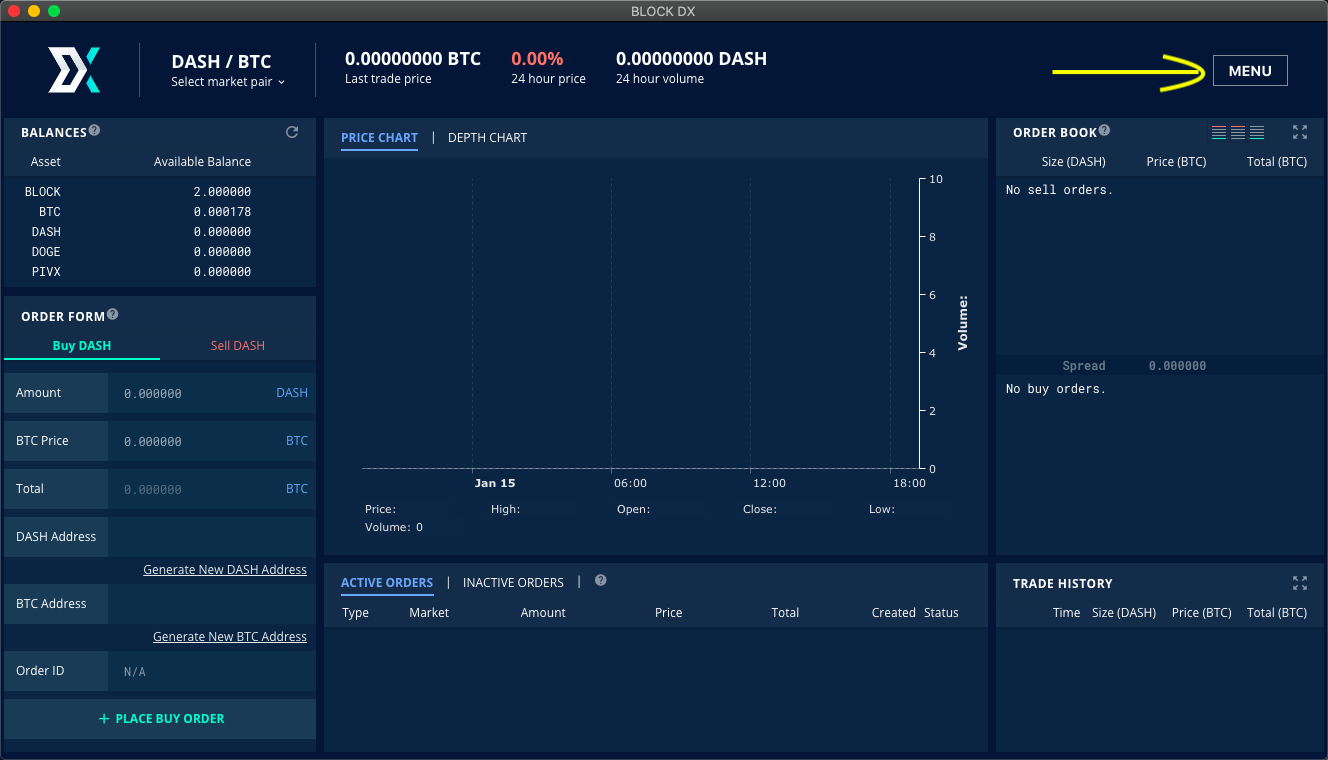 BLOCK DX
DASH / BTC
Select market pair
0.00000000 BTC
Last trade price
0.00%
24 hour price
0.00000000 DASH
24 hour volume
MENU
BALANCES
Asset Available Balance
BLOCK 2.000000
BTC 0.000178
DASH 0.000000
DOGE 0.000000
PIVX 0.000000
ORDER FORM
Buy DASH Sell DASH
Amount 0.000000 DASH
BTC Price 0.000000 BTC
Total 0.000000 BTC
DASH Address
Generate New DASH Address
BTC Address
Generate New BTC Address
Order ID N/A
+ PLACE BUY ORDER
PRICE CHART | DEPTH CHART
10
8
6
4
2
0
Volume:
Jan 15 06:00 12:00 18:00
Price: High: Open: Close: Low:
Volume: 0
ACTIVE ORDERS | INACTIVE ORDERS |
Type Market Amount Price Total Created Status
ORDER BOOK
Size (DASH) Price (BTC) Total (BTC)
No sell orders.
Spread 0.000000
No buy orders.
TRADE HISTORY
Time Size (DASH) Price (BTC) Total (BTC)